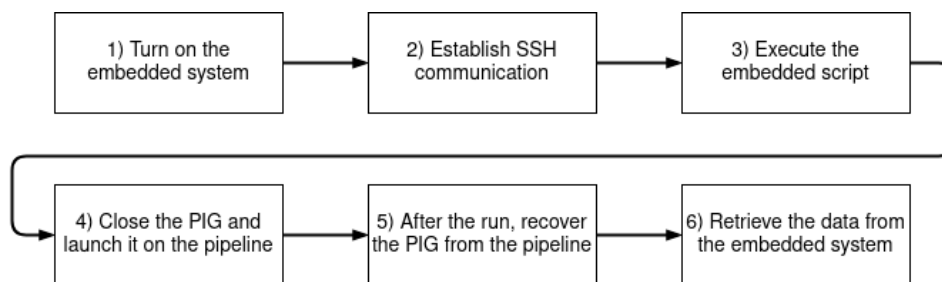 1) Turn on the
embedded system
2) Establish SSH
communication
3) Execute the
embedded script
4) Close the PIG and
launch it on the pipeline
5) After the run, recover
the PIG from the pipeline
6) Retrieve the data from
the embedded system